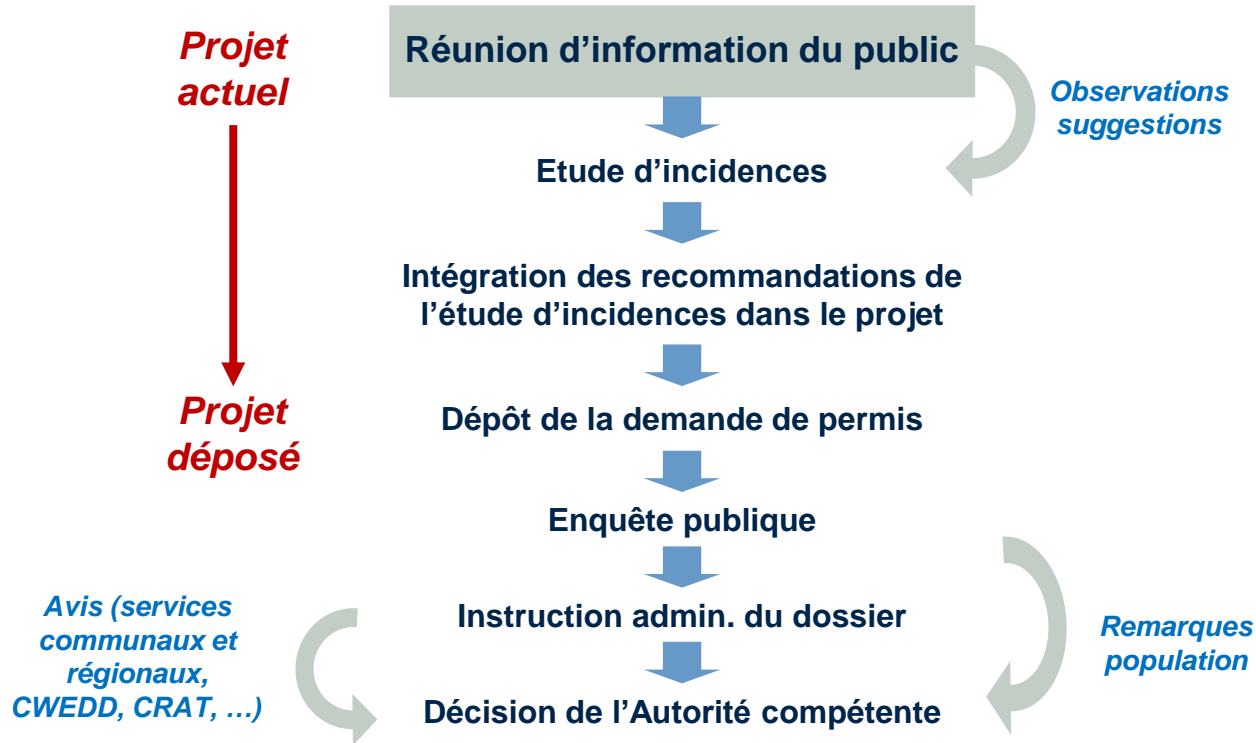 Projet
actuel
Réunion d’information du public
Observations
suggestions
Etude d’incidences
Intégration des recommandations de
l’étude d’incidences dans le projet
Projet
déposé
Dépôt de la demande de permis
Enquête publique
Avis (services
communaux et
régionaux,
CWEDD, CRAT, …)
Instruction admin. du dossier
Remarques
population
Décision de l’Autorité compétente